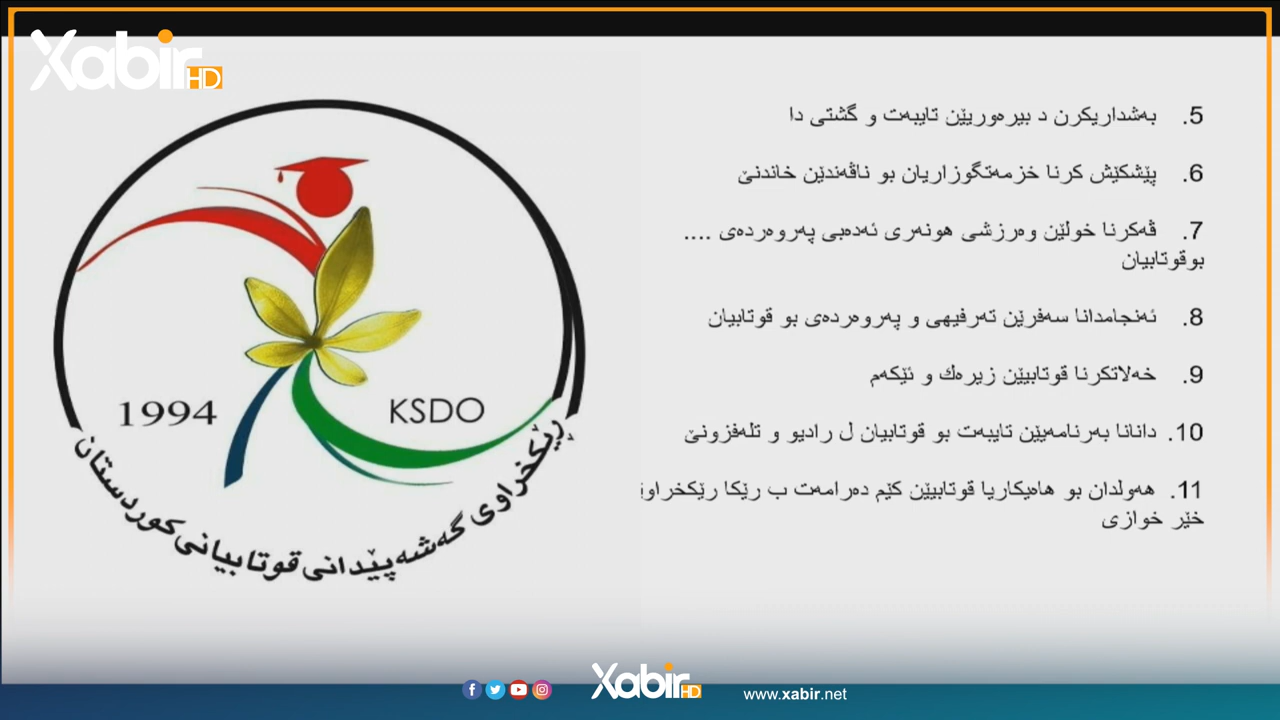 Xabir HD
5. بەشداریکرن د بیرەوریێن تایبەت و گشتی دا
6. پێشکێش کرنا خزمەتگوزاریان بو ناڤەندێن خاندنێ
7. ڤەکرنا خولێن وەرزشی هونەری ئەدەبی پەروەردەی ....
بوقوتابیان
8. ئەنجامدانا سەفرێن تەرفیهی و پەروەردەی بو قوتابیان
9. خەلاتکرنا قوتابیێن زیرەك و ئێکەم
10. دانانا بەرنامەیێن تایبەت بو قوتابیان ل رادیو و تلەفزونێ
11. هەولدان بو هاەیکاریا قوتابیێن کێم دەرامەت ب رێکا
خێر خوازی
1994
KSDO
ڕێکخراوی گەشەپێدانی قوتابیانی کوردستان
Xabir HD
www.xabir.net